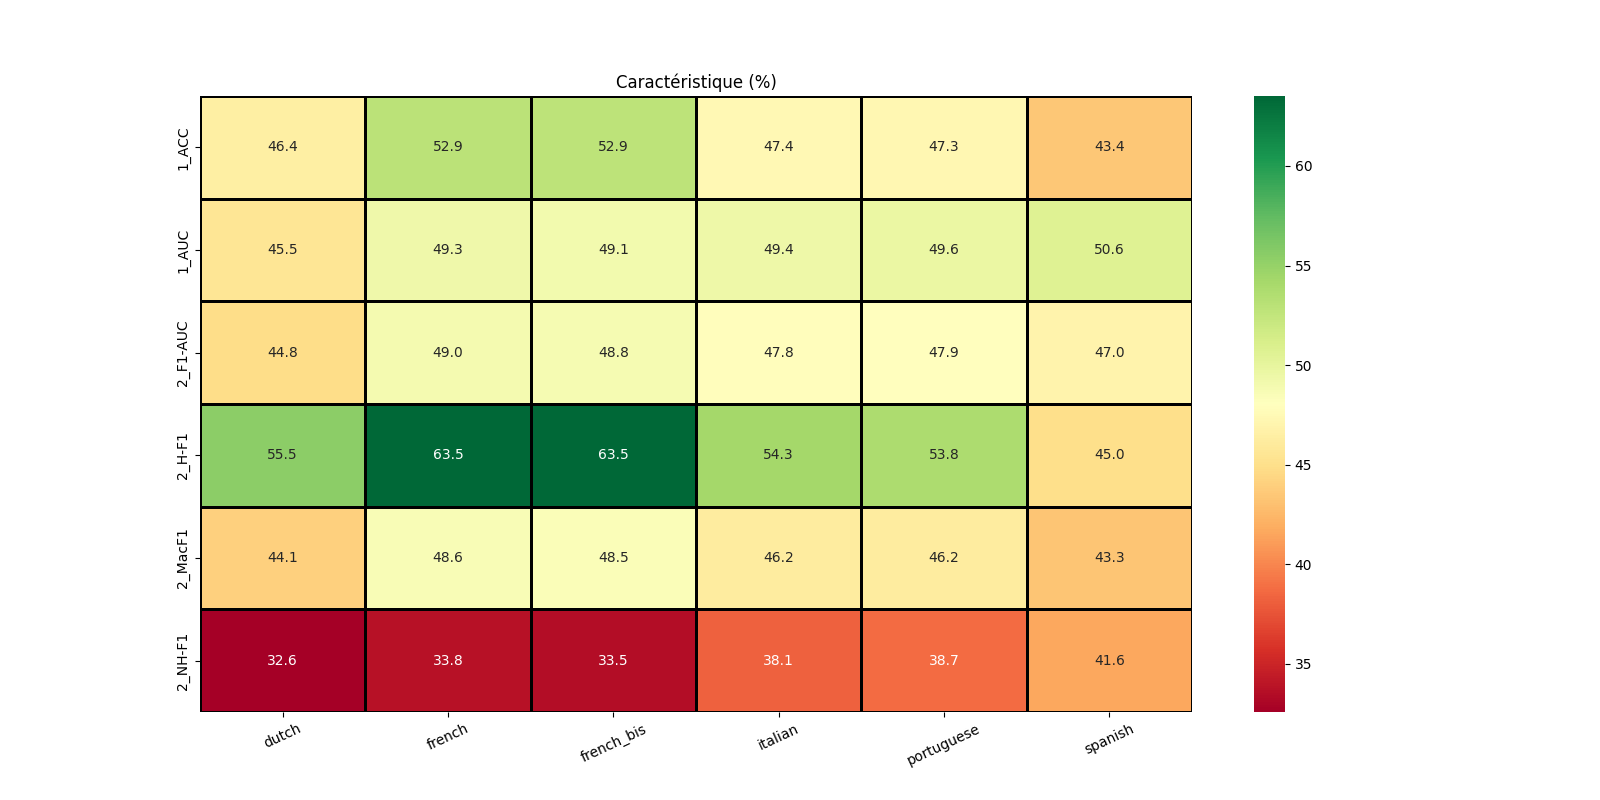 Caractéristique (%)
1_ACC 46.4 52.9 52.9 47.4 47.3 43.4
1_AUC 45.5 49.3 49.1 49.4 49.6 50.6
2_F1-AUC 44.8 49.0 48.8 47.8 47.9 47.0
2_H-F1 55.5 63.5 63.5 54.3 53.8 45.0
2_MacF1 44.1 48.6 48.5 46.2 46.2 43.3
2_NH-F1 32.6 33.8 33.5 38.1 38.7 41.6
dutch french french_bis italian portuguese spanish
60
55
50
45
40
35